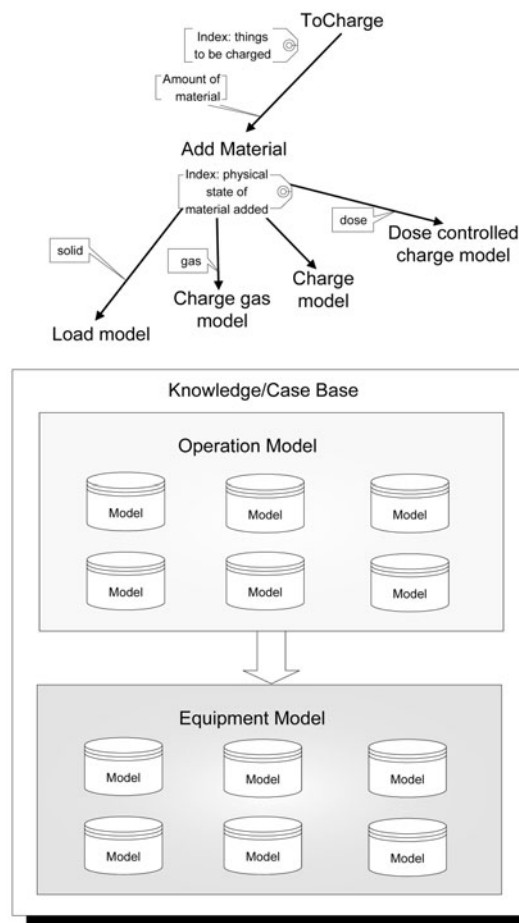 ToCharge
Index: things
to be charged
Amount of
material
Add Material
Index: physical
state of
material added
dose
Dose controlled
charge model
solid
gas
Charge
model
Charge gas
model
Load model
Knowledge/Case Base
Operation Model
Model
Model
Model
Model
Model
Model
Equipment Model
Model
Model
Model
Model
Model
Model